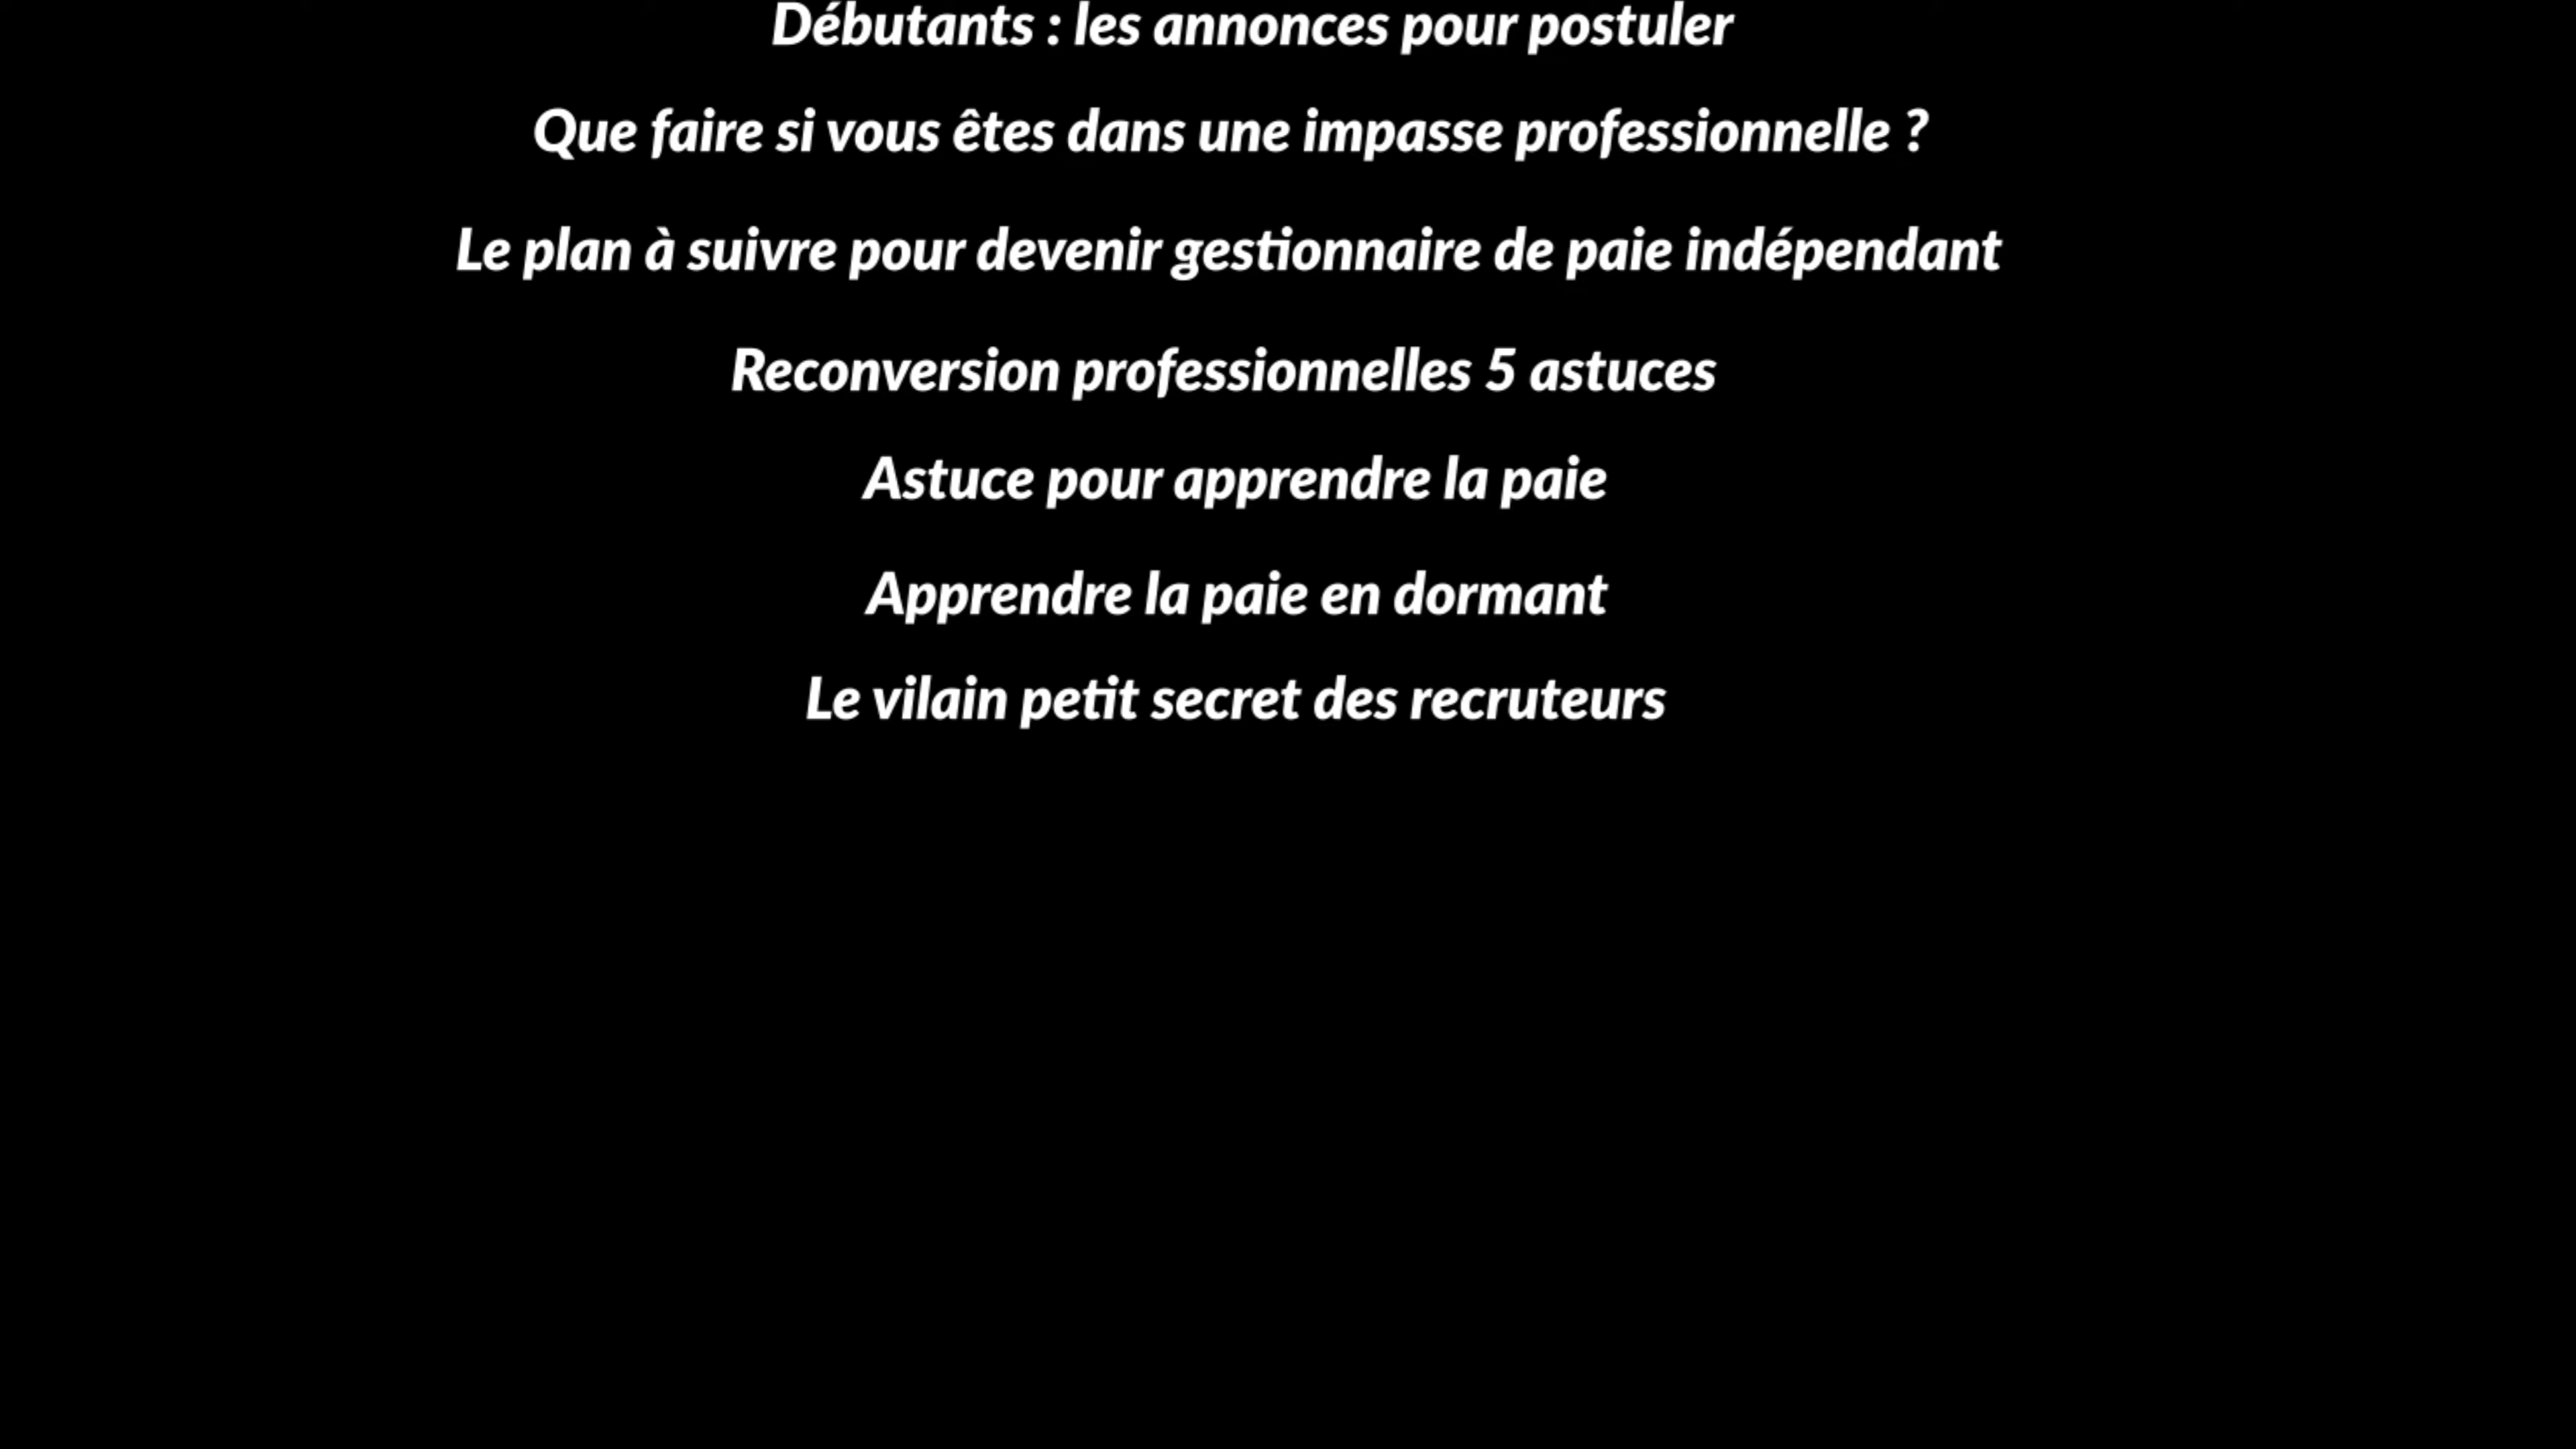 Débutants : les annonces pour postuler
Que faire si vous êtes dans une impasse professionnelle ?
Le plan à suivre pour devenir gestionnaire de paie indépendant
Reconversion professionnelles 5 astuces
Astuce pour apprendre la paie
Apprendre la paie en dormant
Le vilain petit secret des recruteurs